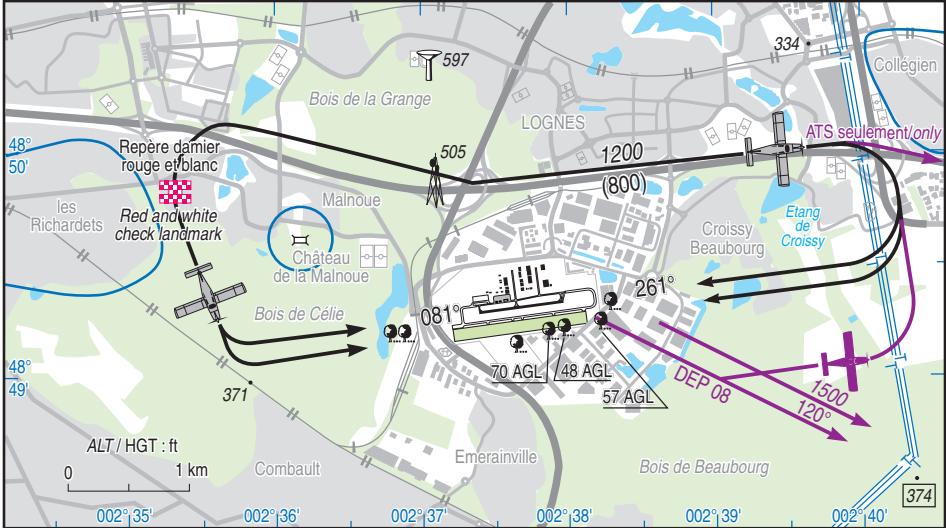 597
334
Collégien
Bois de la Grange
LOGNES
ATS seulement/only
48°
50'
Repère damier
rouge et blanc
505
1200
(800)
les
Richardets
Red and white
check landmark
Malnoue
Croissy
Beaubourg
Etang
de
Croissy
Château
de la Malnoue
Bois de Célie
081°
261°
70 AGL
48 AGL
57 AGL
DEP 08
1500
120°
48°
49'
371
ALT / HGT : ft
0
1 km
Combault
Emerainville
Bois de Beaubourg
374
002° 35'
002° 36'
002° 37'
002° 38'
002° 39'
002° 40'